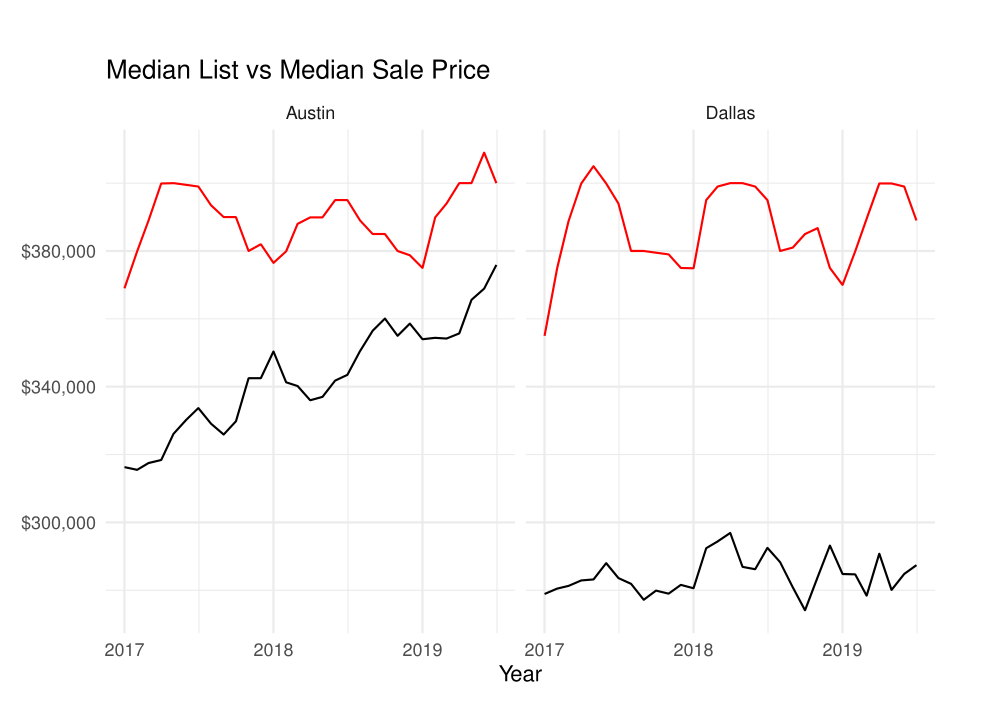 Median List vs Median Sale Price
Austin
Dallas
$380,000
$340,000
$300,000
2017
2018
2019
2017
2018
2019
Year